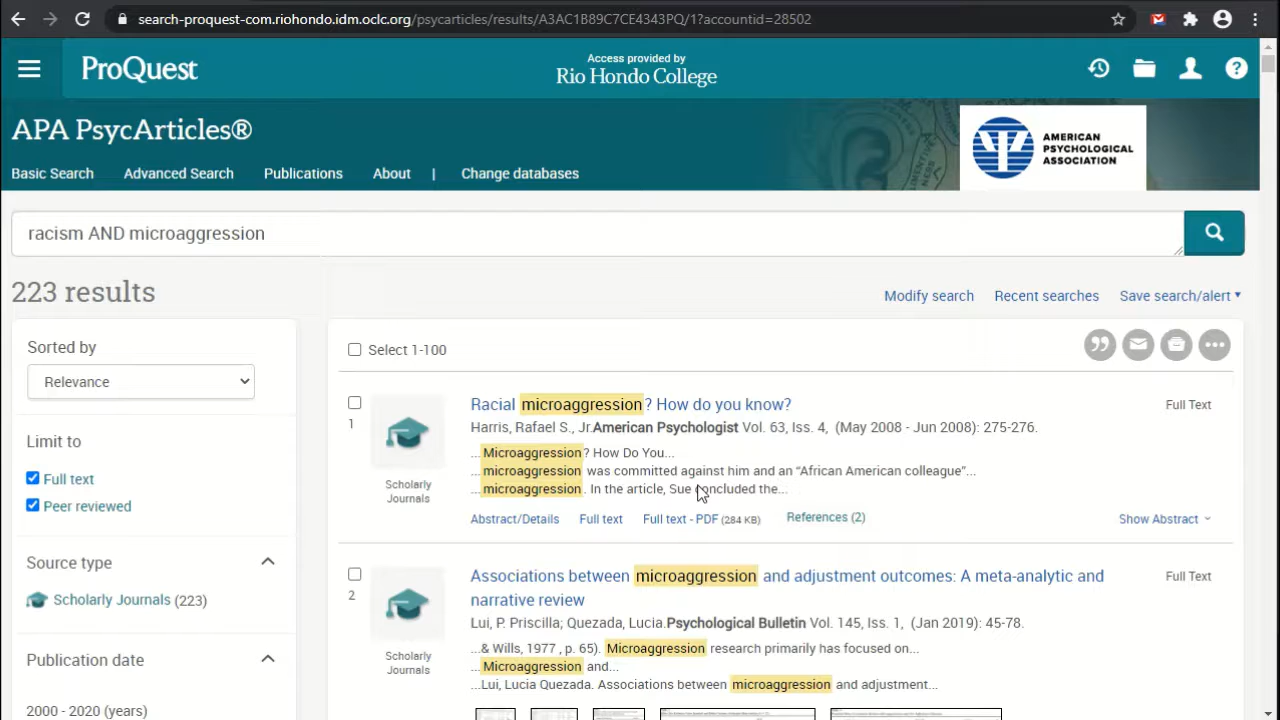 search-proquest-com.riohondo.idm.oclc.org/psycarticles/results/A3AC1B89C7CE4343PQ/1?accountid=28502
ProQuest
Access provided by
Rio Hondo College
APA PsycArticles®
AMERICAN
PSYCHOLOGICAL
ASSOCIATION
Basic Search Advanced Search Publications About | Change databases
racism AND microaggression
223 results
Modify search Recent searches Save search/alert
Sorted by
Relevance
Limit to
Full text
Peer reviewed
Source type
Scholarly Journals (223)
Publication date
2000 - 2020 (years)
Select 1-100
1
Scholarly
Journals
Racial microaggression? How do you know?
Full Text
Harris, Rafael S., Jr.American Psychologist Vol. 63, Iss. 4, (May 2008 - Jun 2008): 275-276.
...Microaggression? How Do You...
...microaggression was committed against him and an “African American colleague”...
...microaggression. In the article, Sue concluded the...
Abstract/Details Full text Full text - PDF (284 KB) References (2) Show Abstract
2
Scholarly
Journals
Associations between microaggression and adjustment outcomes: A meta-analytic and
narrative review
Full Text
Lui, P. Priscilla; Quezada, Lucia.Psychological Bulletin Vol. 145, Iss. 1, (Jan 2019): 45-78.
...& Wills, 1977 , p. 65). Microaggression research primarily has focused on...
...Microaggression and...
...Lui, Lucia Quezada. Associations between microaggression and adjustment...